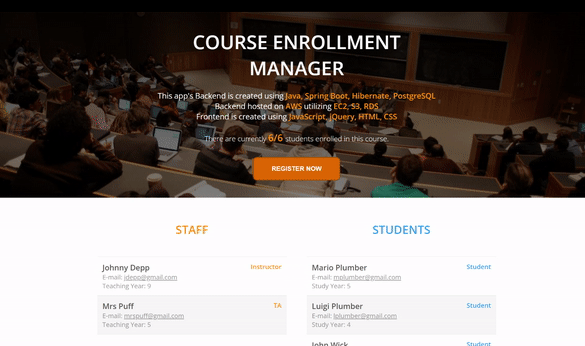 COURSE ENROLLMENT
MANAGER
This app's Backend is created using Java, Spring Boot, Hibernate, PostgreSQL
Backend hosted on AWS utilizing EC2, S3, RDS
Frontend is created using JavaScript, jQuery, HTML, CSS
There are currently 6/6 students enrolled in this course.
REGISTER NOW
STAFF
Johnny Depp Instructor
E-mail: jdepp@gmail.com
Teaching Year: 9
Mrs Puff TA
E-mail: mrspuff@gmail.com
Teaching Year: 5
STUDENTS
Mario Plumber Student
E-mail: mplumber@gmail.com
Study Year: 5
Luigi Plumber Student
E-mail: lplumber@gmail.com
Study Year: 4
John Wick Student